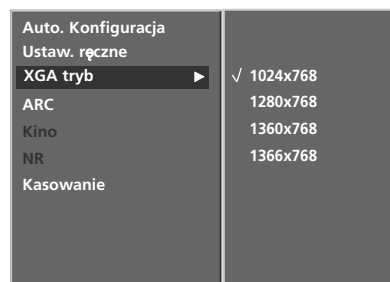 Auto. Konfiguracja
Ustaw. ręczne
XGA tryb ▶
ARC
Kino
NR
Kasowanie
√ 1024x768
1280x768
1360x768
1366x768